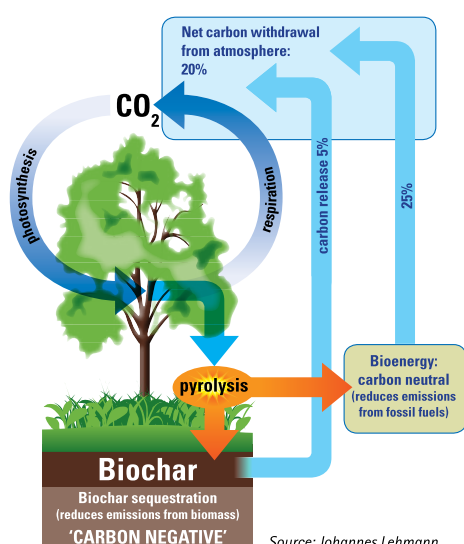 Net carbon withdrawal
from atmosphere:
20%
CO2
photosynthesis
respiration
carbon release 5%
25%
pyrolysis
Bioenergy:
carbon neutral
(reduces emissions
from fossil fuels)
Biochar
Biochar sequestration
(reduces emissions from biomass)
'CARBON NEGATIVE'
Source: Johannes Lehmann